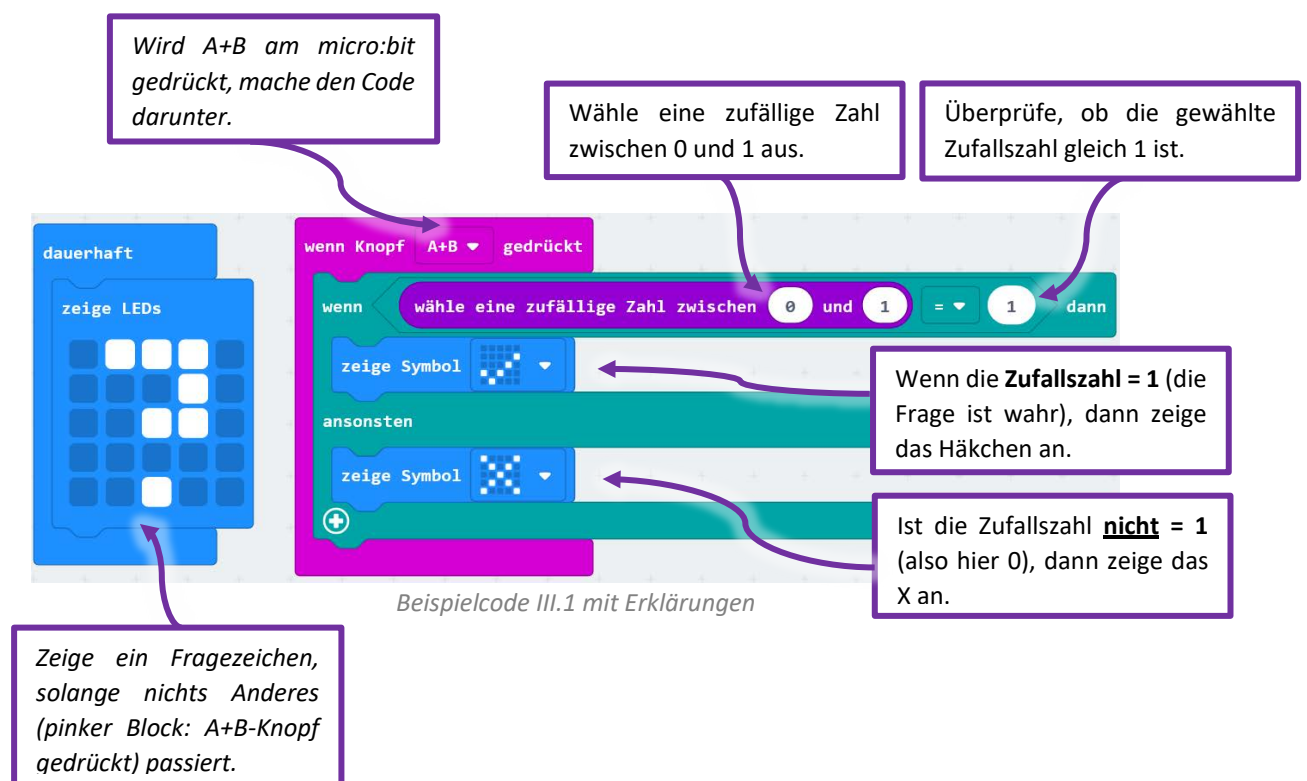 Wird A+B am micro:bit
gedrückt, mache den Code
darunter.
Wähle eine zufällige Zahl
zwischen 0 und 1 aus.
Überprüfe, ob die gewählte
Zufallszahl gleich 1 ist.
dauerhaft
zeige LEDs
wenn Knopf A+B gedrückt
wenn wähle eine zufällige Zahl zwischen 0 und 1 = 1 dann
zeige Symbol
ansonsten
zeige Symbol
Wenn die Zufallszahl = 1 (die
Frage ist wahr), dann zeige
das Häkchen an.
Ist die Zufallszahl nicht = 1
(also hier 0), dann zeige das
X an.
Beispielcode III.1 mit Erklärungen
Zeige ein Fragezeichen,
solange nichts Anderes
(pinker Block: A+B-Knopf
gedrückt) passiert.